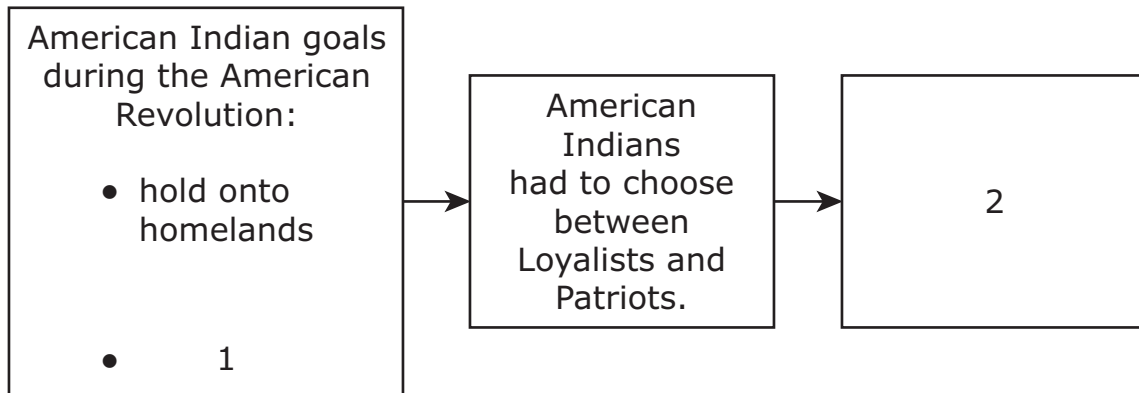 American Indian goals
during the American
Revolution:
• hold onto
homelands
• 1
American
Indians
had to choose
between
Loyalists and
Patriots.
2